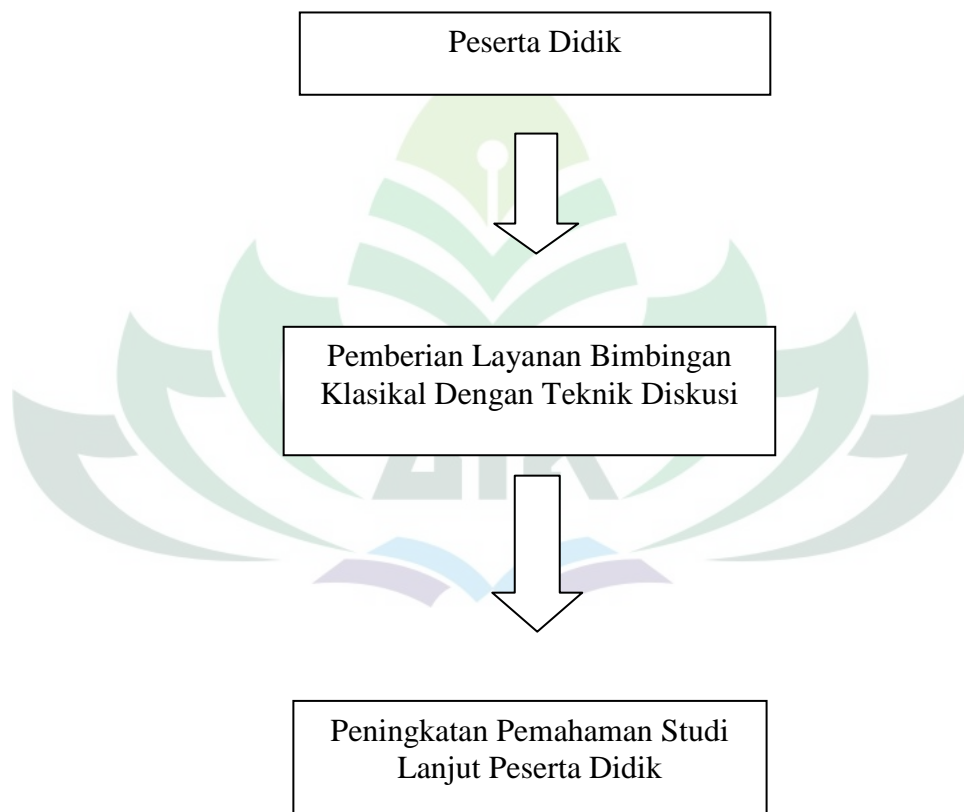 Peserta Didik
Pemberian Layanan Bimbingan
Klasikal Dengan Teknik Diskusi
Peningkatan Pemahaman Studi
Lanjut Peserta Didik